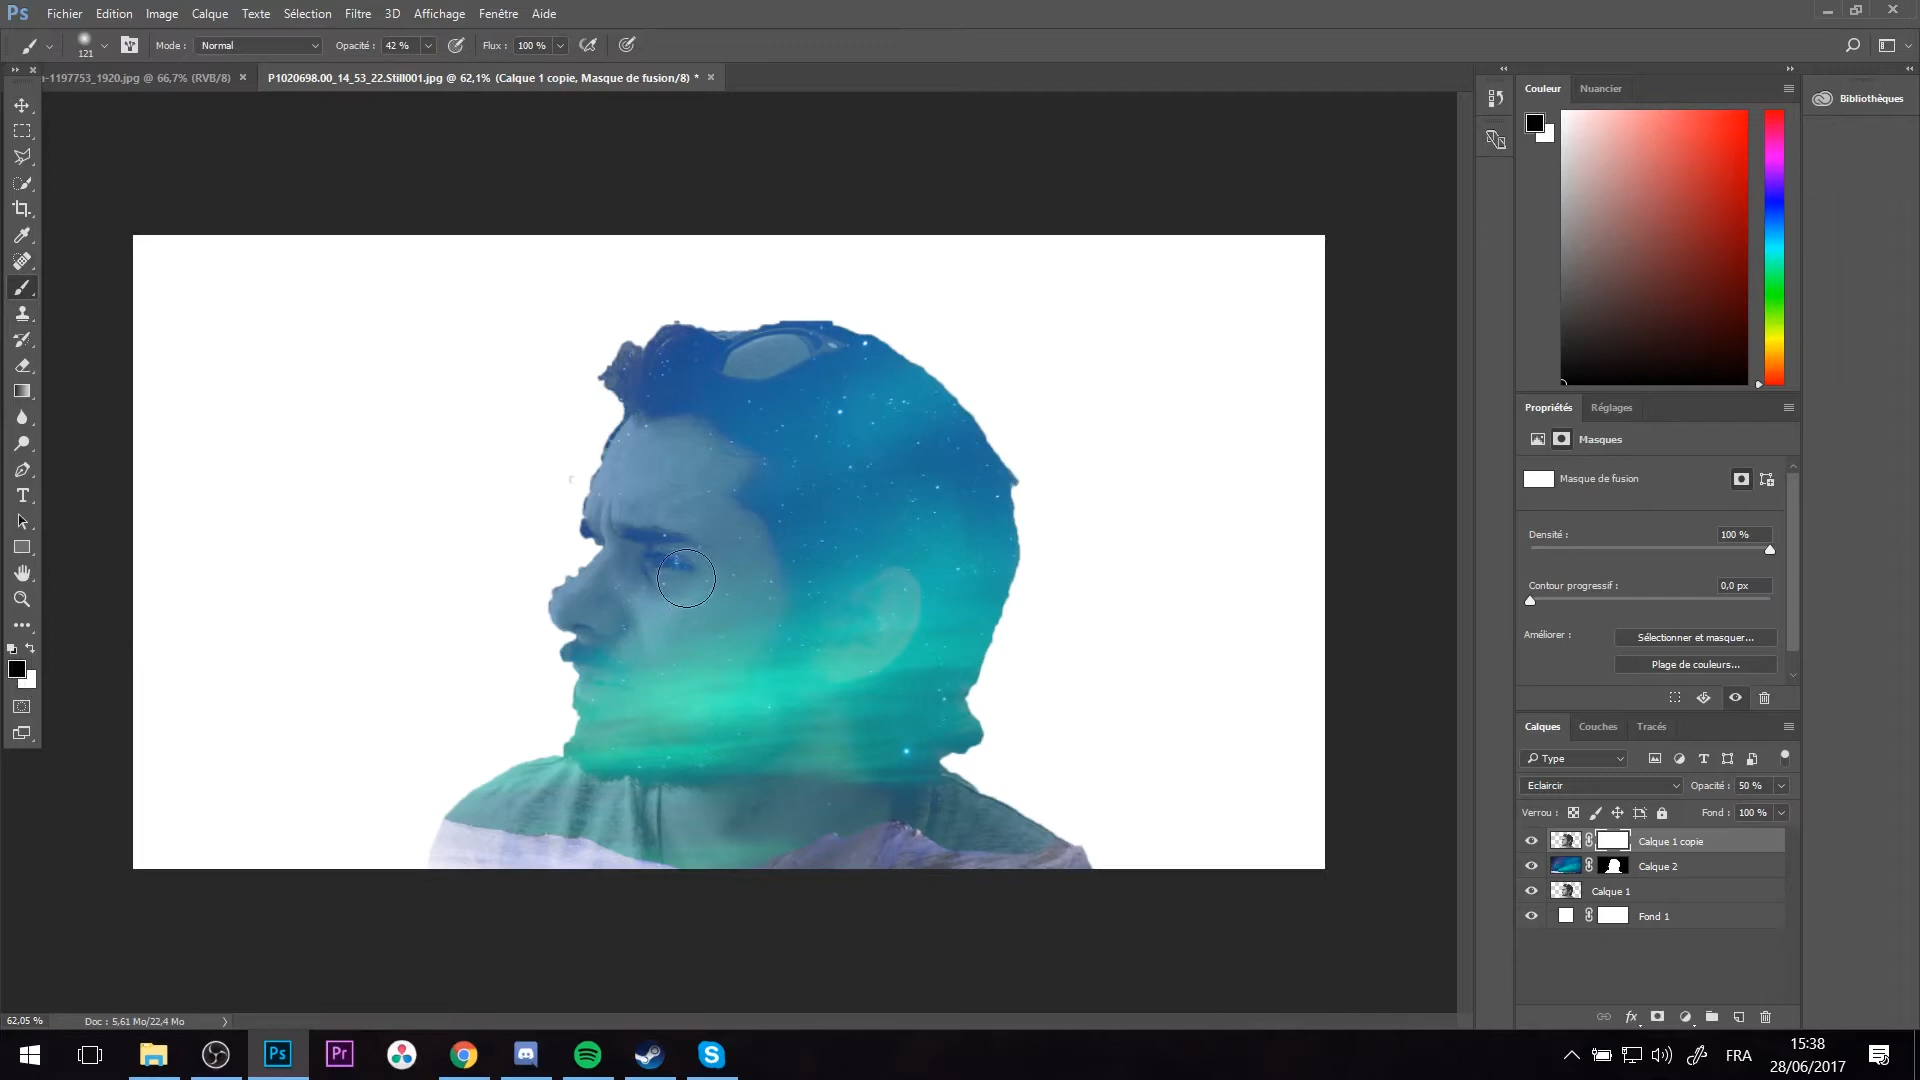 Ps Fichier Edition Image Calque Texte Sélection Filtre 3D Affichage Fenêtre Aide
121 Mode : Normal Opacité : 42 % Flux : 100 %
a-1197753_1920.jpg @ 66,7% (RVB/8) × P1020698.00_14_53_22.Still001.jpg @ 62,1% (Calque 1 copie, Masque de fusion/8) * ×
Couleur Nuancier
Bibliothèques
Propriétés Réglages
Masques
Masque de fusion
Densité : 100 %
Contour progressif : 0,0 px
Améliorer : Sélectionner et masquer...
Plage de couleurs...
Calques Couches Tracés
Type
Eclaircir Opacité : 50 %
Verrou : Fond : 100 %
Calque 1 copie
Calque 2
Calque 1
Fond 1
fx
62,05 % Doc : 5,61 Mo/22,4 Mo
Ps Pr
FRA
15:38
28/06/2017